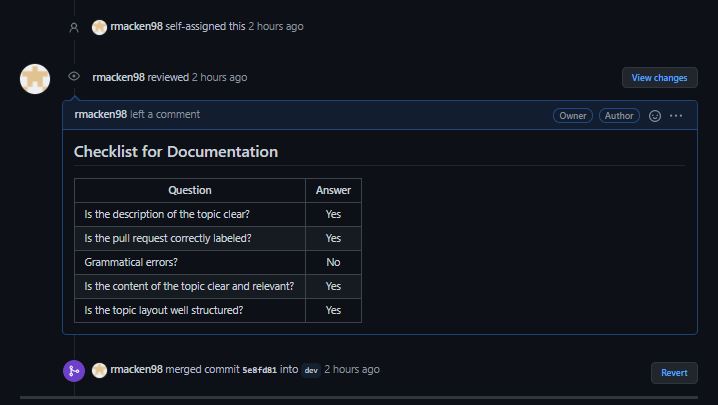 rmacken98 self-assigned this 2 hours ago
rmacken98 reviewed 2 hours ago
View changes
rmacken98 left a comment
Owner
Author
Checklist for Documentation
Question Answer
Is the description of the topic clear? Yes
Is the pull request correctly labeled? Yes
Grammatical errors? No
Is the content of the topic clear and relevant? Yes
Is the topic layout well structured? Yes
rmacken98 merged commit 5e8fd81 into dev 2 hours ago
Revert